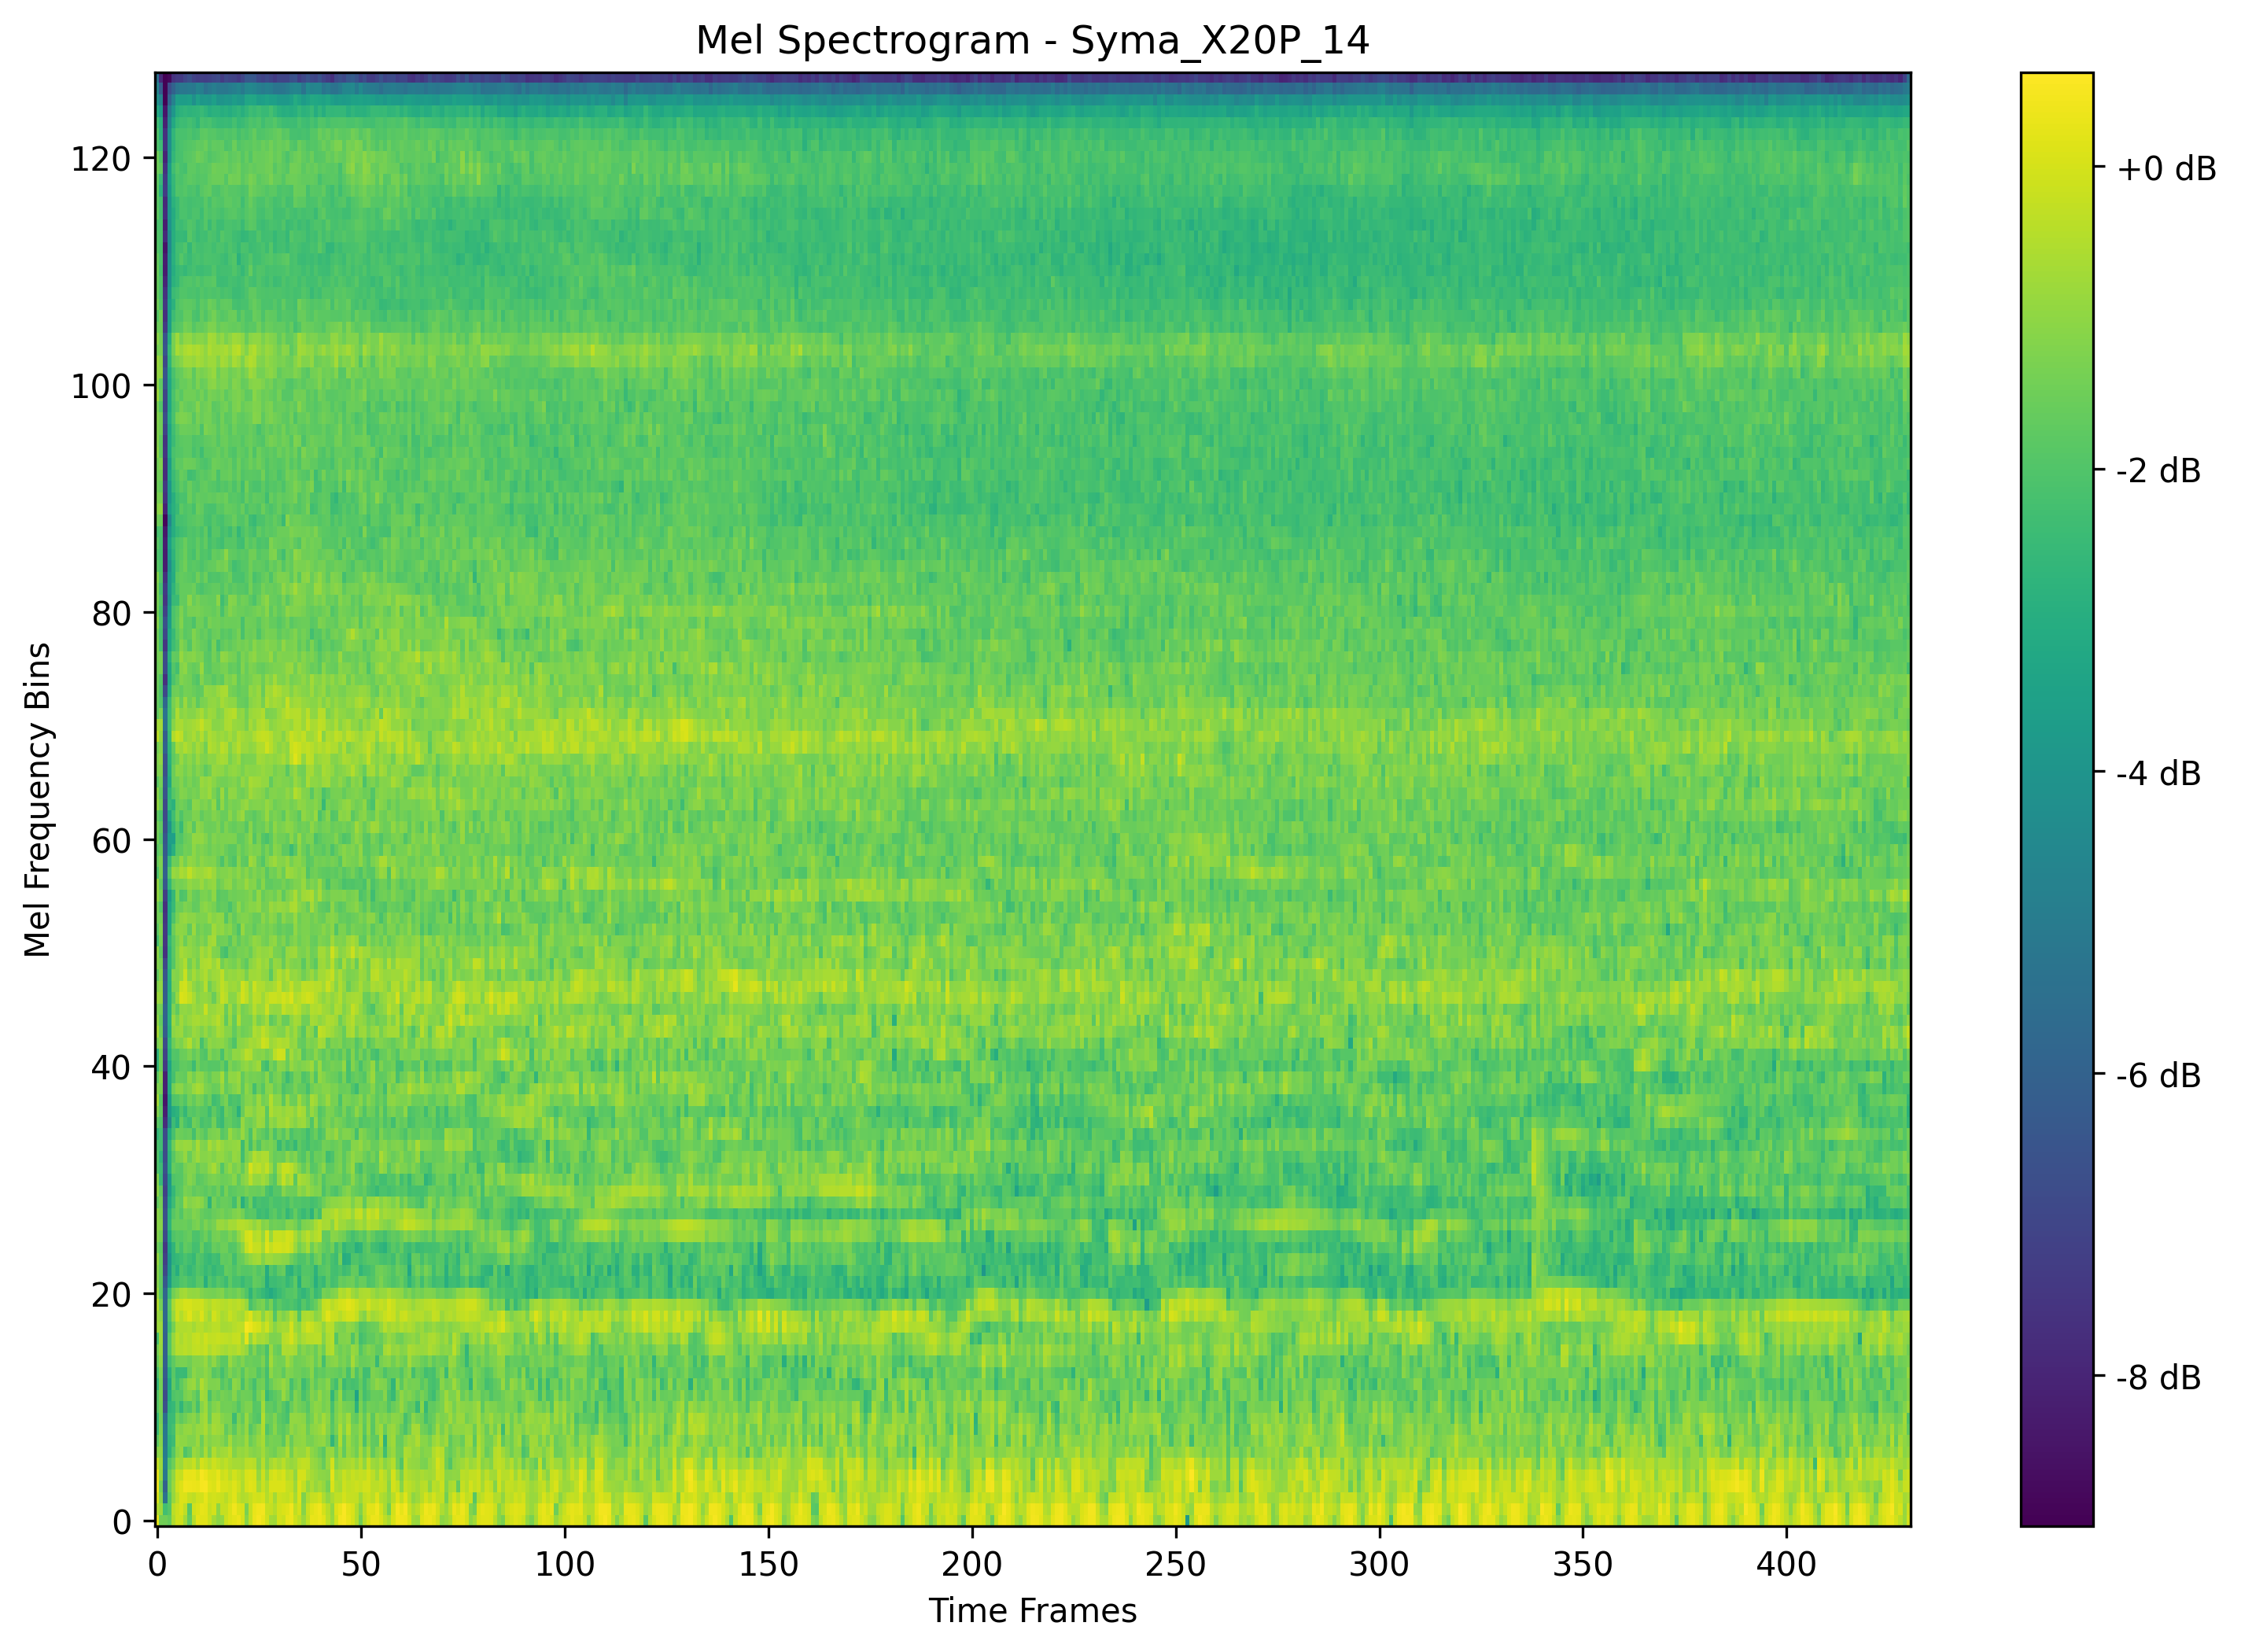 Mel Spectrogram - Syma_X20P_14
Mel Frequency Bins
120
100
80
60
40
20
0
0 50 100 150 200 250 300 350 400
Time Frames
+0 dB
-2 dB
-4 dB
-6 dB
-8 dB